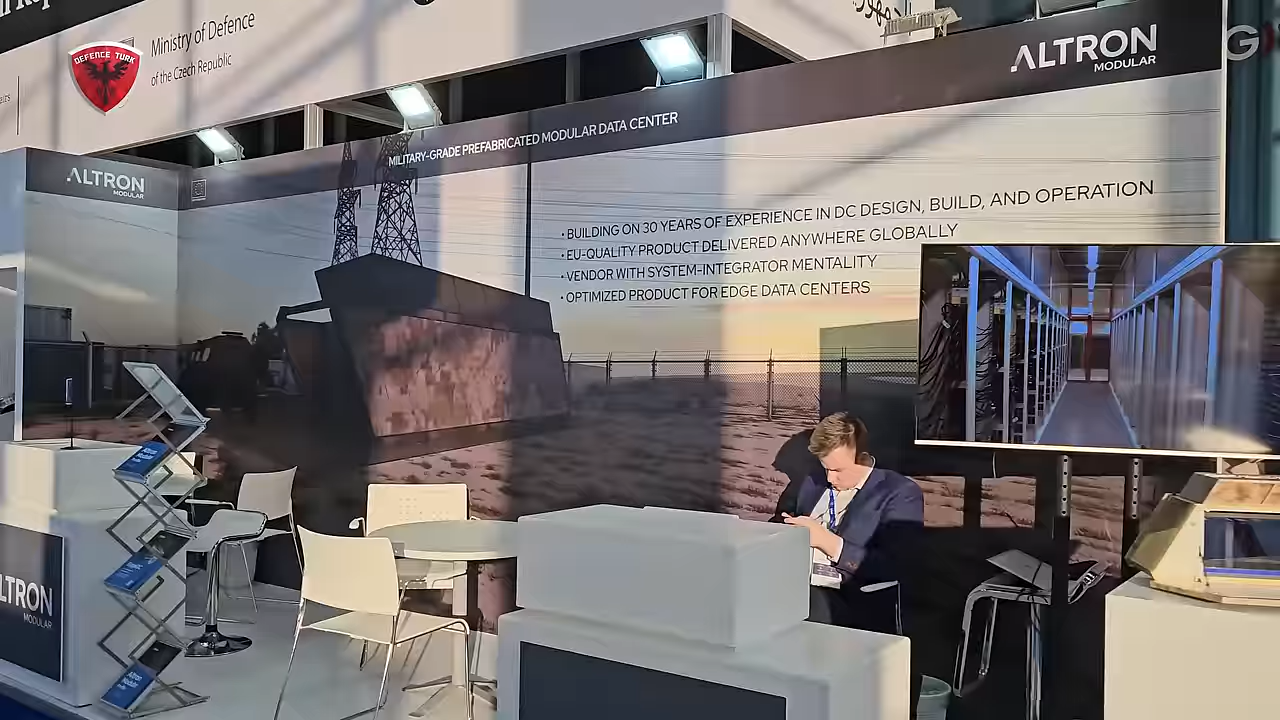 Ministry of Defence
of the Czech Republic
DEFENCE TURK
ALTRON
MODULAR
MILITARY-GRADE PREFABRICATED MODULAR DATA CENTER
ALTRON
MODULAR
• BUILDING ON 30 YEARS OF EXPERIENCE IN DC DESIGN, BUILD, AND OPERATION
• EU-QUALITY PRODUCT DELIVERED ANYWHERE GLOBALLY
• VENDOR WITH SYSTEM-INTEGRATOR MENTALITY
• OPTIMIZED PRODUCT FOR EDGE DATA CENTERS
LTRON
MODULAR
Altron
Modular